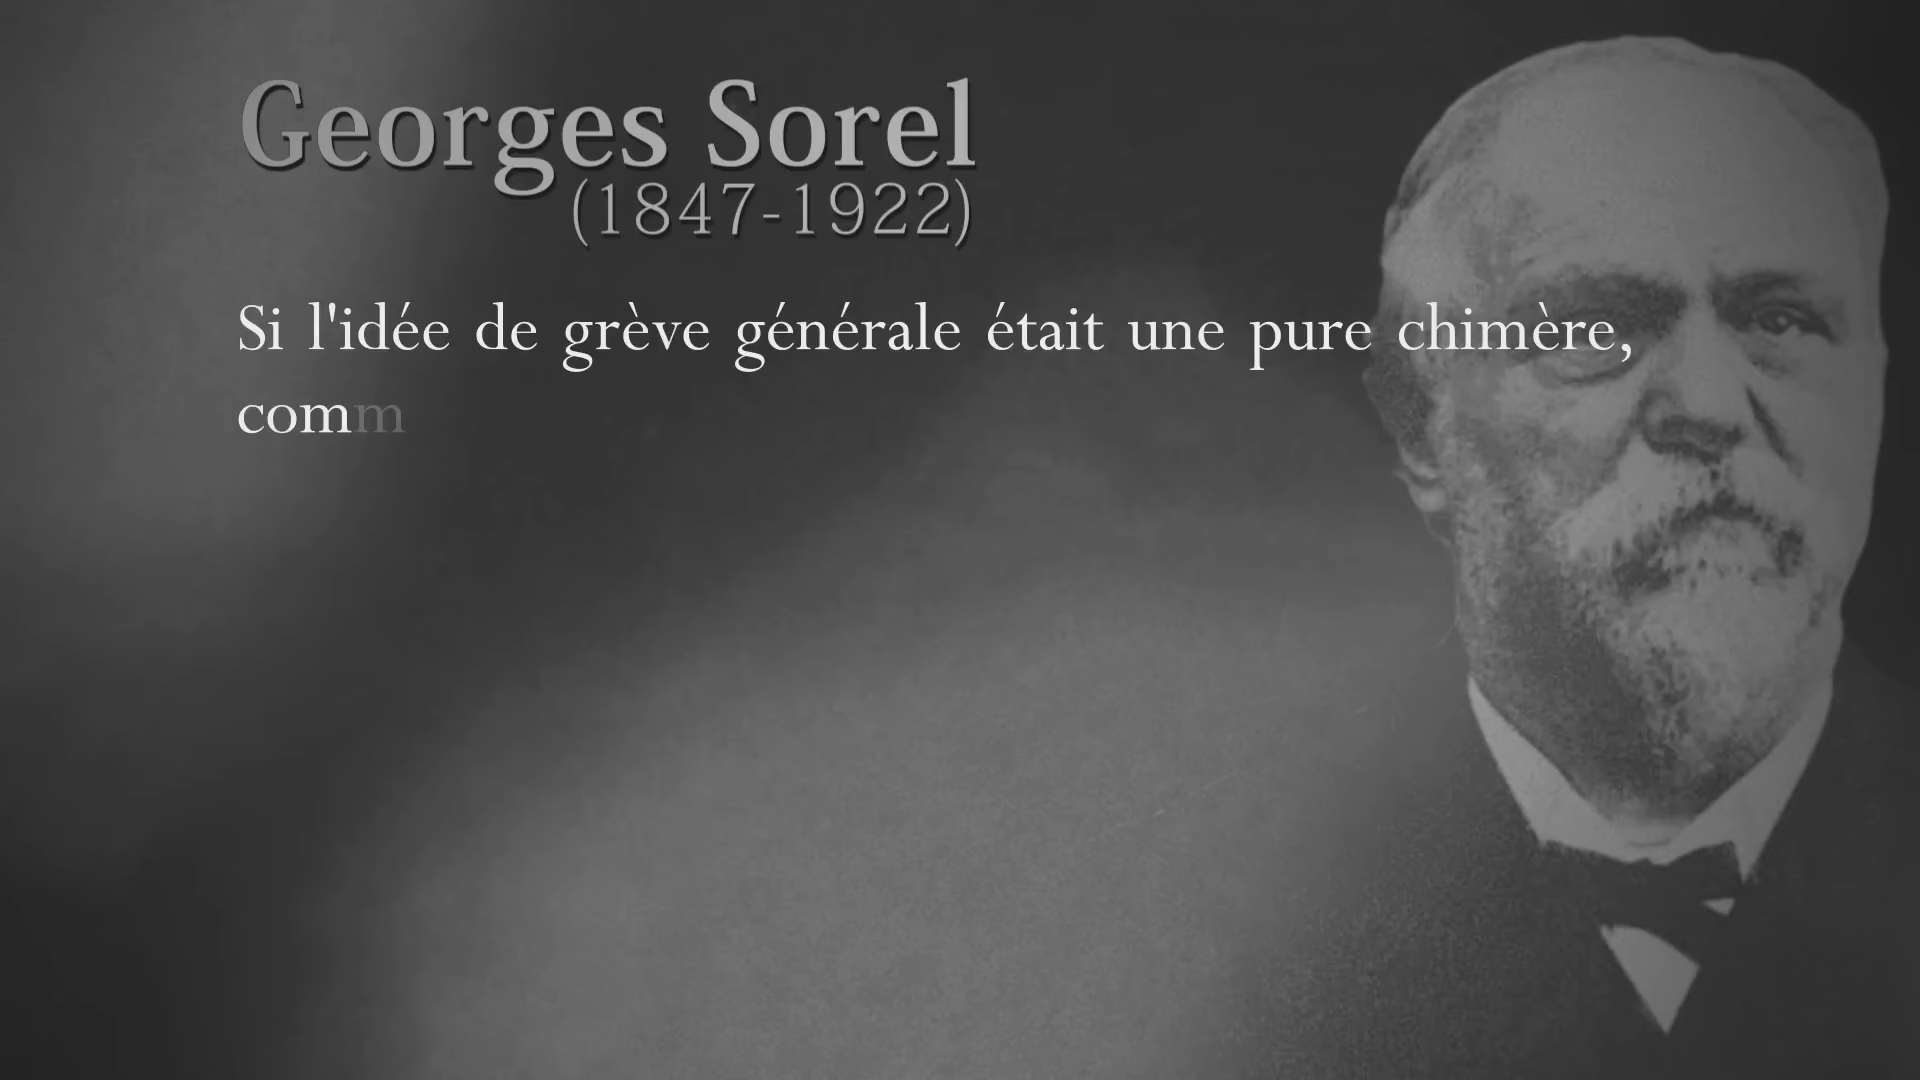 Georges Sorel
(1847-1922)
Si l'idée de grève générale était une pure chimère,
comm